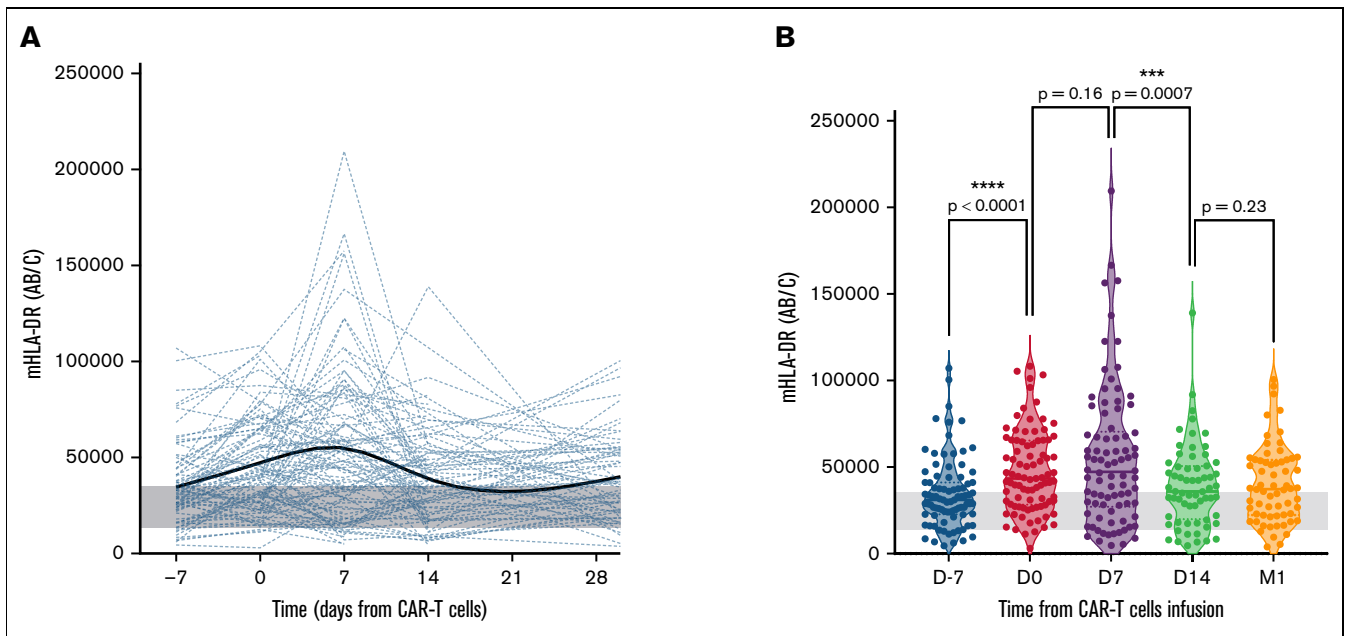 A
250000
200000
150000
100000
50000
0
mHLA-DR (AB/C)
–7 0 7 14 21 28
Time (days from CAR-T cells)
B
***
p = 0.16 p = 0.0007
****
p < 0.0001
p = 0.23
250000
200000
150000
100000
50000
0
mHLA-DR (AB/C)
D-7 D0 D7 D14 M1
Time from CAR-T cells infusion